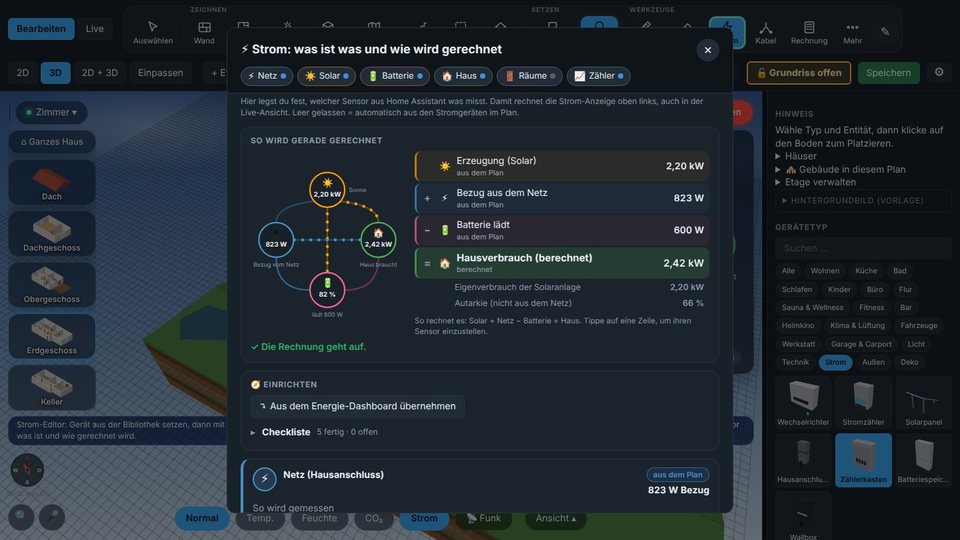 ZEICHNEN
SETZEN
WERKZEUGE
Bearbeiten
Live
Auswählen
Wand
Kabel
Rechnung
Mehr
2D
3D
2D + 3D
Einpassen
Grundriss offen
Speichern
⚡ Strom: was ist was und wie wird gerechnet
Netz
Solar
Batterie
Haus
Räume
Zähler
Hier legst du fest, welcher Sensor aus Home Assistant was misst. Damit rechnet die Strom-Anzeige oben links, auch in der
Live-Ansicht. Leer gelassen = automatisch aus den Stromgeräten im Plan.
SO WIRD GERADE GERECHNET
2,20 kW
Sonne
823 W
Bezug vom Netz
2,42 kW
Haus braucht
82 %
lädt 600 W
Erzeugung (Solar)
aus dem Plan
2,20 kW
+ Bezug aus dem Netz
aus dem Plan
823 W
− Batterie lädt
aus dem Plan
600 W
= Hausverbrauch (berechnet)
berechnet
2,42 kW
Eigenverbrauch der Solaranlage 2,20 kW
Autarkie (nicht aus dem Netz) 66 %
So rechnet es: Solar + Netz − Batterie = Haus. Tippe auf eine Zeile, um ihren
Sensor einzustellen.
✓ Die Rechnung geht auf.
EINRICHTEN
Aus dem Energie-Dashboard übernehmen
▸ Checkliste 5 fertig · 0 offen
Netz (Hausanschluss)
aus dem Plan
823 W Bezug
So wird gemessen
Zimmer ▾
Ganzes Haus
Dach
Dachgeschoss
Obergeschoss
Erdgeschoss
Keller
Strom-Editor: Gerät aus der Bibliothek setzen, dann mit
was ist und wie gerechnet wird.
Normal
Temp.
Feuchte
CO₂
Strom
Funk
Ansicht ▴
HINWEIS
Wähle Typ und Entität, dann klicke auf
den Boden zum Platzieren.
▶ Häuser
▶ Gebäude in diesem Plan
▶ Etage verwalten
▶ HINTERGRUNDBILD (VORLAGE)
GERÄTETYP
Suchen ...
Alle
Wohnen
Küche
Bad
Schlafen
Kinder
Büro
Flur
Sauna & Wellness
Fitness
Bar
Heimkino
Klima & Lüftung
Fahrzeuge
Werkstatt
Garage & Carport
Licht
Technik
Strom
Außen
Deko
Wechselrichter
Stromzähler
Solarpanel
Hausanschlu...
Zählerkasten
Batteriespeic...
Wallbox